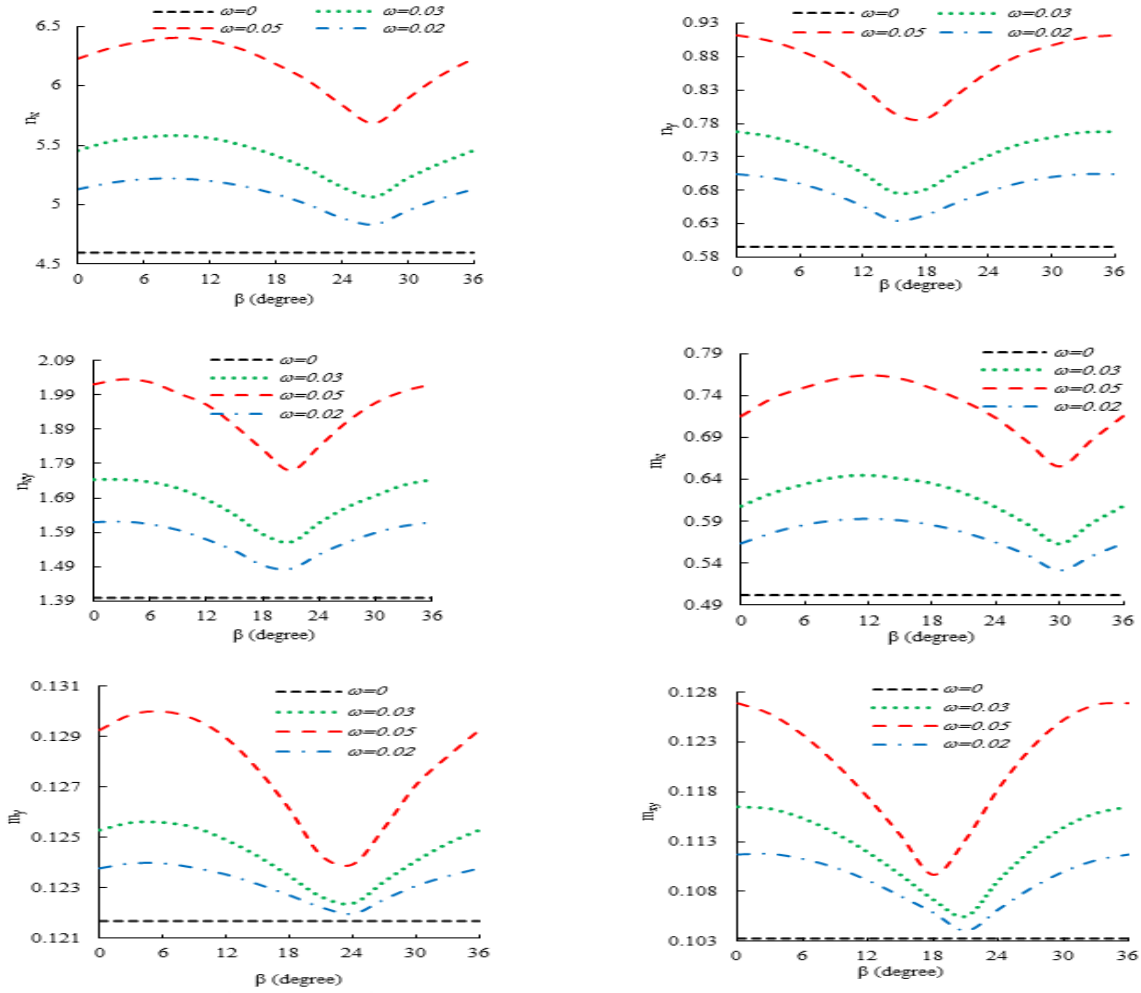 ω=0 ω=0.03
ω=0.05 ω=0.02
6.5
6
5.5
5
4.5
nx
0 6 12 18 24 30 36
β (degree)
ω=0 ω=0.03
ω=0.05 ω=0.02
0.93
0.88
0.83
0.78
0.73
0.68
0.63
0.58
ny
0 6 12 18 24 30 36
β (degree)
ω=0
ω=0.03
ω=0.05
ω=0.02
2.09
1.99
1.89
1.79
1.69
1.59
1.49
1.39
nxy
0 6 12 18 24 30 36
β (degree)
ω=0
ω=0.03
ω=0.05
ω=0.02
0.79
0.74
0.69
0.64
0.59
0.54
0.49
mx
0 6 12 18 24 30 36
β (degree)
ω=0
ω=0.03
ω=0.05
ω=0.02
0.131
0.129
0.127
0.125
0.123
0.121
my
0 6 12 18 24 30 36
β (degree)
ω=0
ω=0.03
ω=0.05
ω=0.02
0.128
0.123
0.118
0.113
0.108
0.103
mxy
0 6 12 18 24 30 36
β (degree)